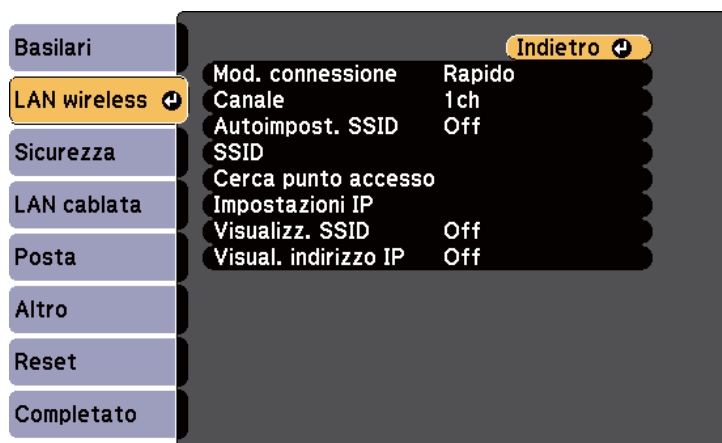 Basilari
LAN wireless
Sicurezza
LAN cablata
Posta
Altro
Reset
Completato
Indietro
Mod. connessione Rapido
Canale 1ch
Autoimpost. SSID Off
SSID
Cerca punto accesso
Impostazioni IP
Visualizz. SSID Off
Visual. indirizzo IP Off